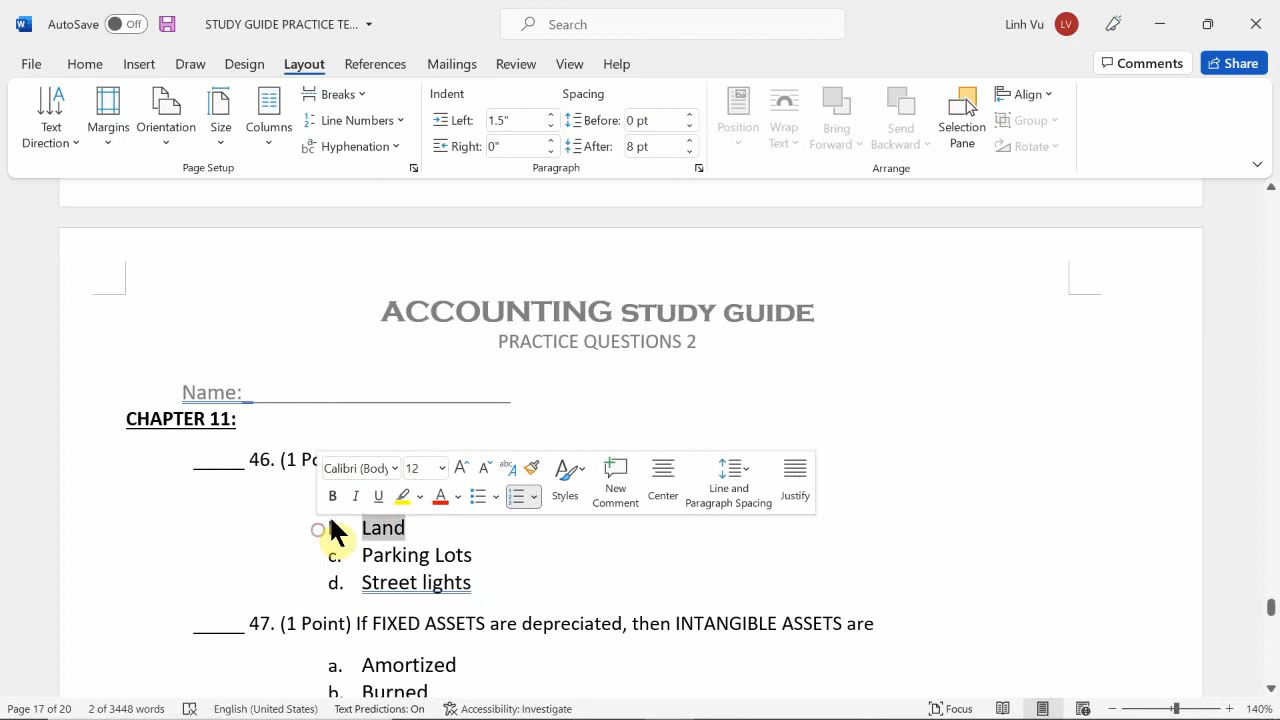 AutoSave Off STUDY GUIDE PRACTICE TE... Search Linh Vu LV
File Home Insert Draw Design Layout References Mailings Review View Help Comments Share
Text Direction Margins Orientation Size Columns Breaks Line Numbers Hyphenation
Page Setup
Indent Spacing
Left: 1.5" Before: 0 pt
Right: 0" After: 8 pt
Paragraph
Position Wrap Text Bring Forward Send Backward Selection Pane Align Group Rotate
Arrange
ACCOUNTING STUDY GUIDE
PRACTICE QUESTIONS 2
Name:_
CHAPTER 11:
_____ 46. (1 Po
Calibri (Body 12
B I U A Styles New Comment Center Line and Paragraph Spacing Justify
Land
c. Parking Lots
d. Street lights
_____ 47. (1 Point) If FIXED ASSETS are depreciated, then INTANGIBLE ASSETS are
a. Amortized
b. Burned
Page 17 of 20 2 of 3448 words English (United States) Text Predictions: On Accessibility: Investigate Focus 140%